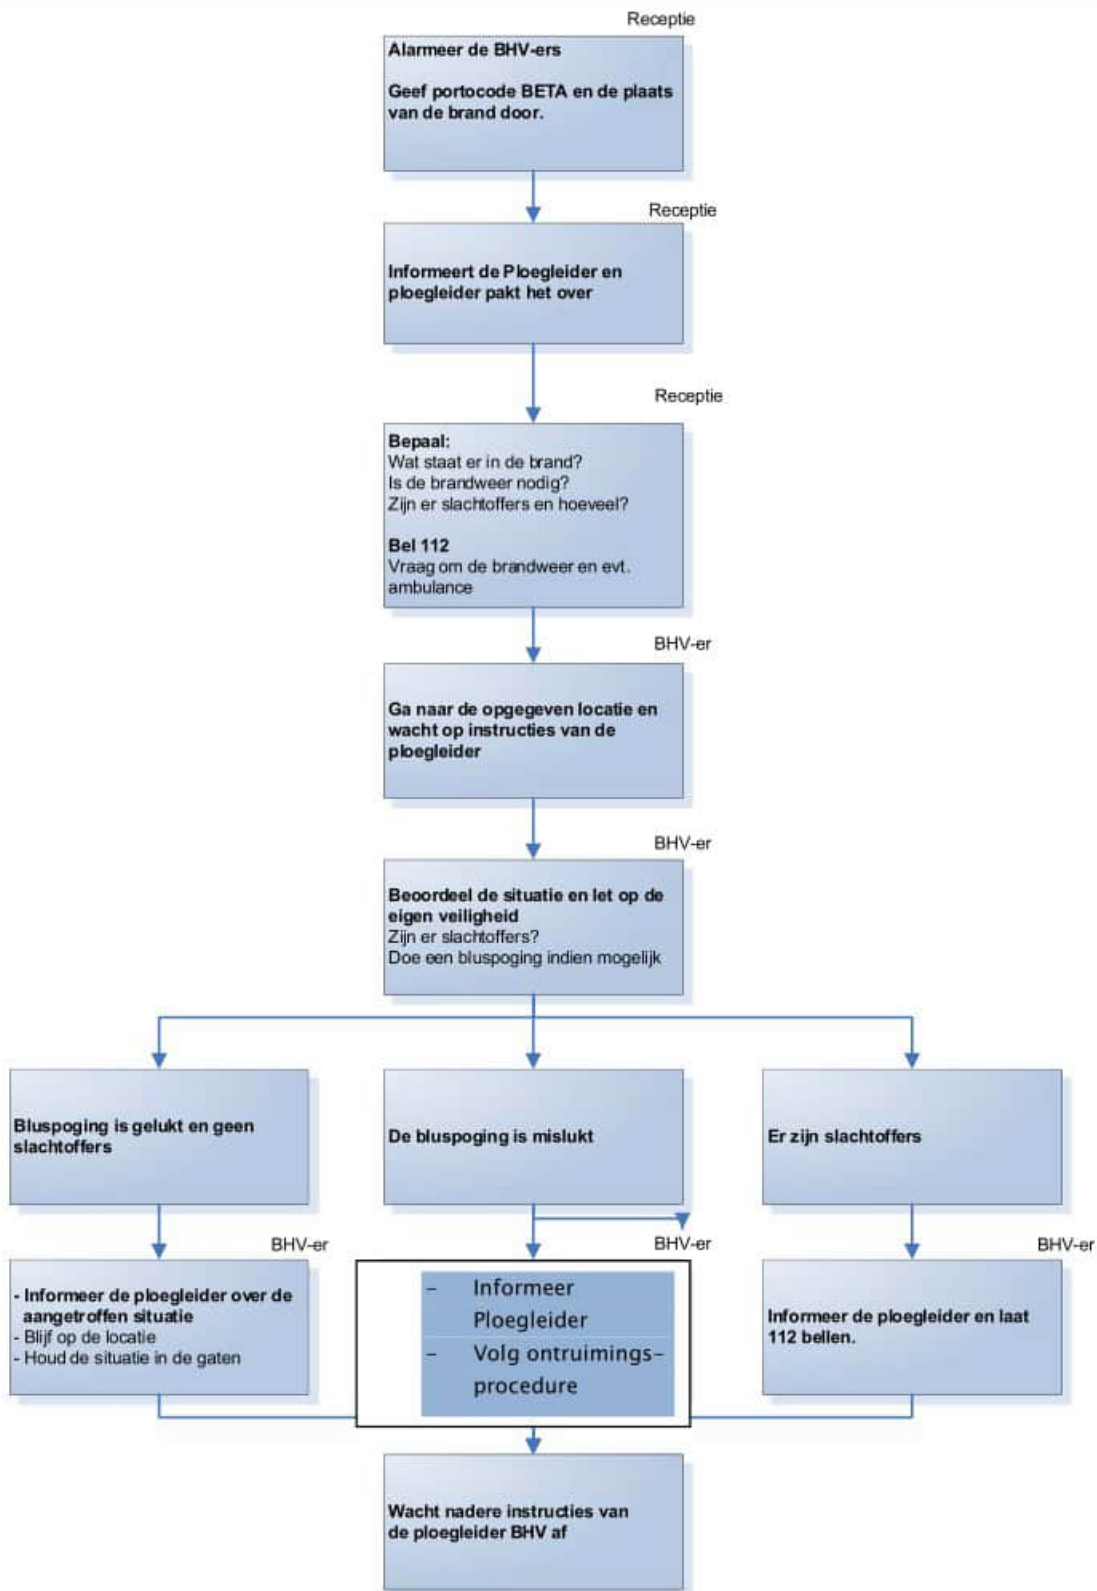 Receptie
Alarmeer de BHV-ers
Geef portocode BETA en de plaats
van de brand door.
Receptie
Informeert de Ploegleider en
ploegleider pakt het over
Receptie
Bepaal:
Wat staat er in de brand?
Is de brandweer nodig?
Zijn er slachtoffers en hoeveel?
Bel 112
Vraag om de brandweer en evt.
ambulance
BHV-er
Ga naar de opgegeven locatie en
wacht op instructies van de
ploegleider
BHV-er
Beoordeel de situatie en let op de
eigen veiligheid
Zijn er slachtoffers?
Doe een bluspoging indien mogelijk
Bluspoging is gelukt en geen
slachtoffers
De bluspoging is mislukt
Er zijn slachtoffers
BHV-er
- Informeer de ploegleider over de
aangetroffen situatie
- Blijf op de locatie
- Houd de situatie in de gaten
BHV-er
- Informeer
Ploegleider
- Volg ontruimings-
procedure
BHV-er
Informeer de ploegleider en laat
112 bellen.
Wacht nadere instructies van
de ploegleider BHV af